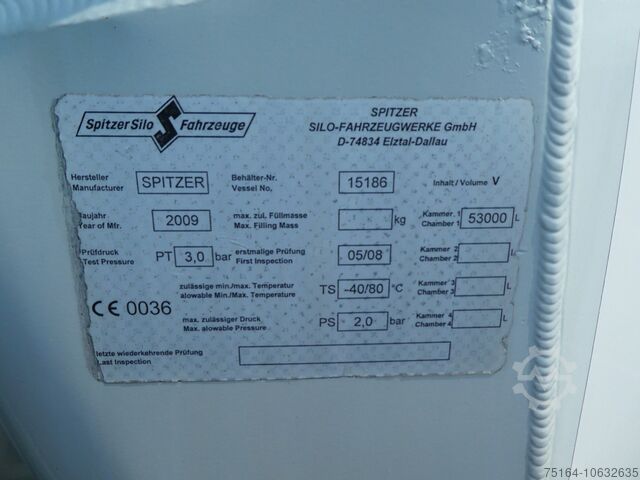 SpitzerSilo Fahrzeuge
SPITZER
SILO-FAHRZEUGWERKE GmbH
D-74834 Elztal-Dallau
Hersteller
Manufacturer
SPITZER
Behälter-Nr.
Vessel No.
15186
Inhalt / Volume V
Baujahr
Year of Mfr.
2009
max. zul. Füllmasse
Max. Filling Mass
kg
Kammer. 1
Chamber 1
53000 L
Prüfdruck
Test Pressure
PT 3,0 bar
erstmalige Prüfung
First Inspection
05/08
Kammer 2
Chamber 2
L
zulässige min./max. Temperatur
alowable Min./Max. Temperature
TS -40/80 °C
Kammer 3
Chamber 3
L
CE 0036
max. zulässiger Druck
Max. alowable Pressure
PS 2,0 bar
Kammer 4
Chamber 4
L
letzte wiederkehrende Prüfung
Last Inspection
75164-10632635